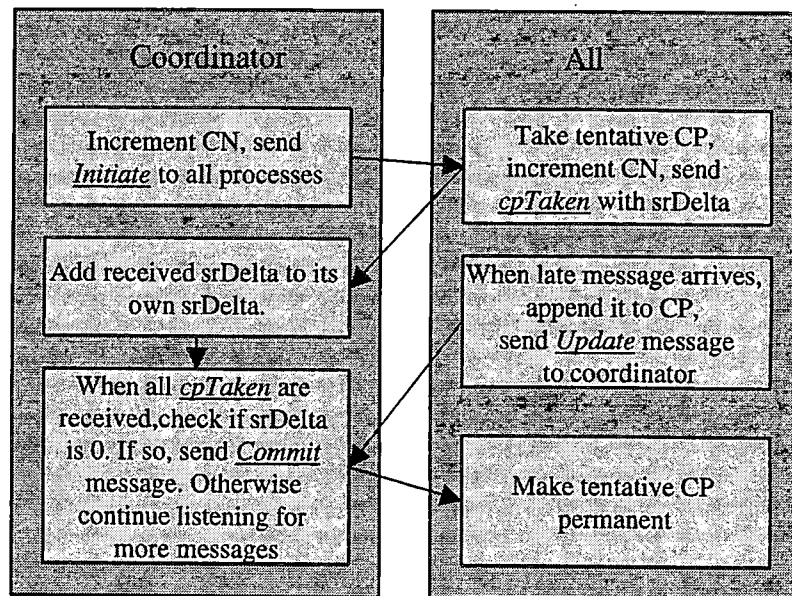 Coordinator
Increment CN, send
Initiate to all processes
Add received srDelta to its
own srDelta.
When all cpTaken are
received,check if srDelta
is 0. If so, send Commit
message. Otherwise
continue listening for
more messages
All
Take tentative CP,
increment CN, send
cpTaken with srDelta
When late message arrives,
append it to CP,
send Update message
to coordinator
Make tentative CP
permanent